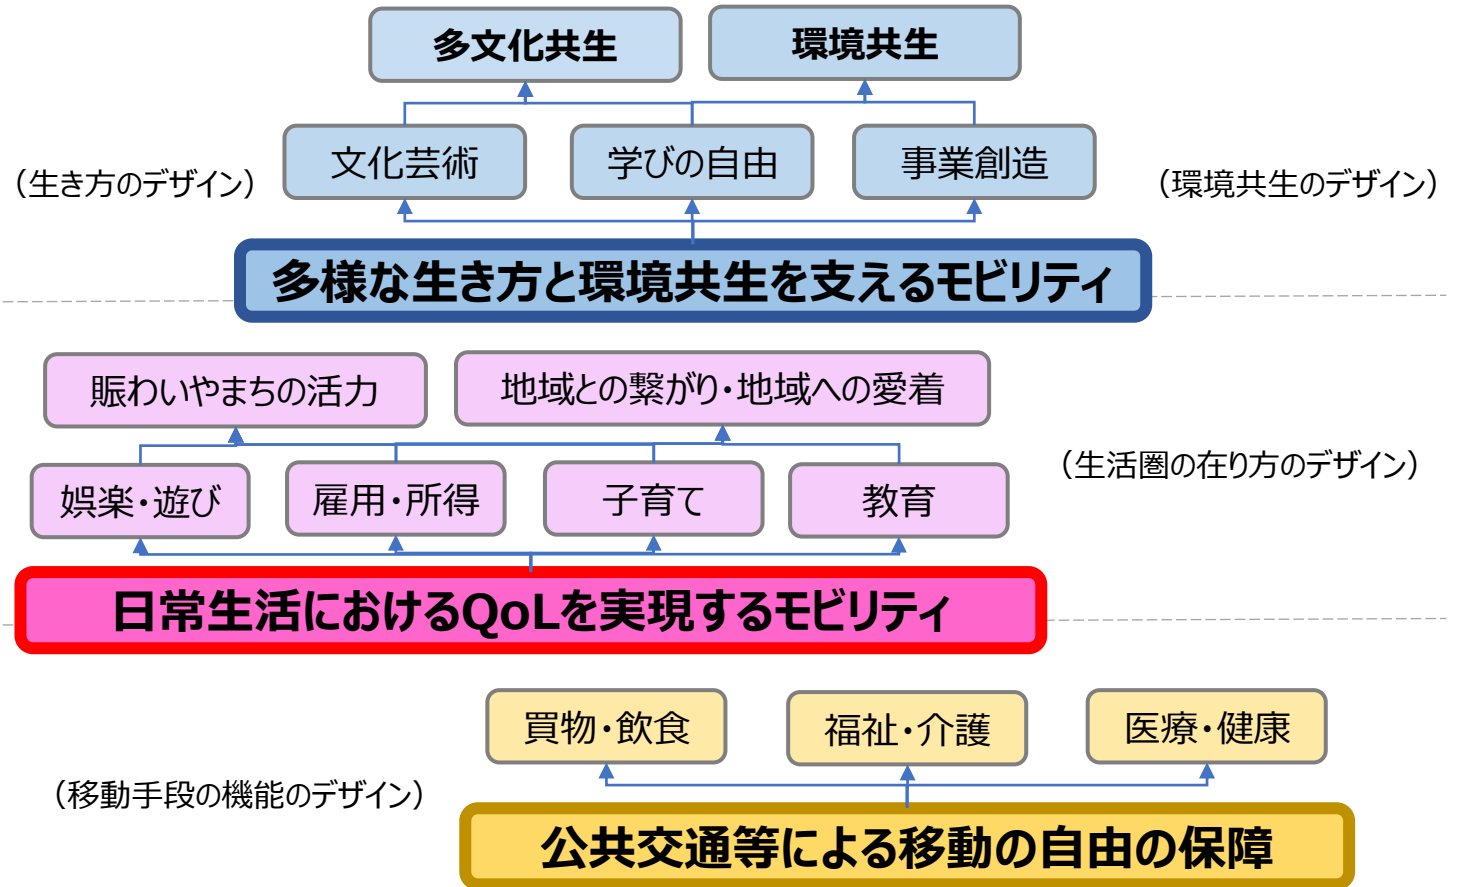 多文化共生
環境共生
文化芸術
学びの自由
事業創造
（生き方のデザイン）
（環境共生のデザイン）
多様な生き方と環境共生を支えるモビリティ
賑わいやまちの活力
地域との繋がり・地域への愛着
（生活圏の在り方のデザイン）
娯楽・遊び
雇用・所得
子育て
教育
日常生活におけるQoLを実現するモビリティ
買物・飲食
福祉・介護
医療・健康
（移動手段の機能のデザイン）
公共交通等による移動の自由の保障